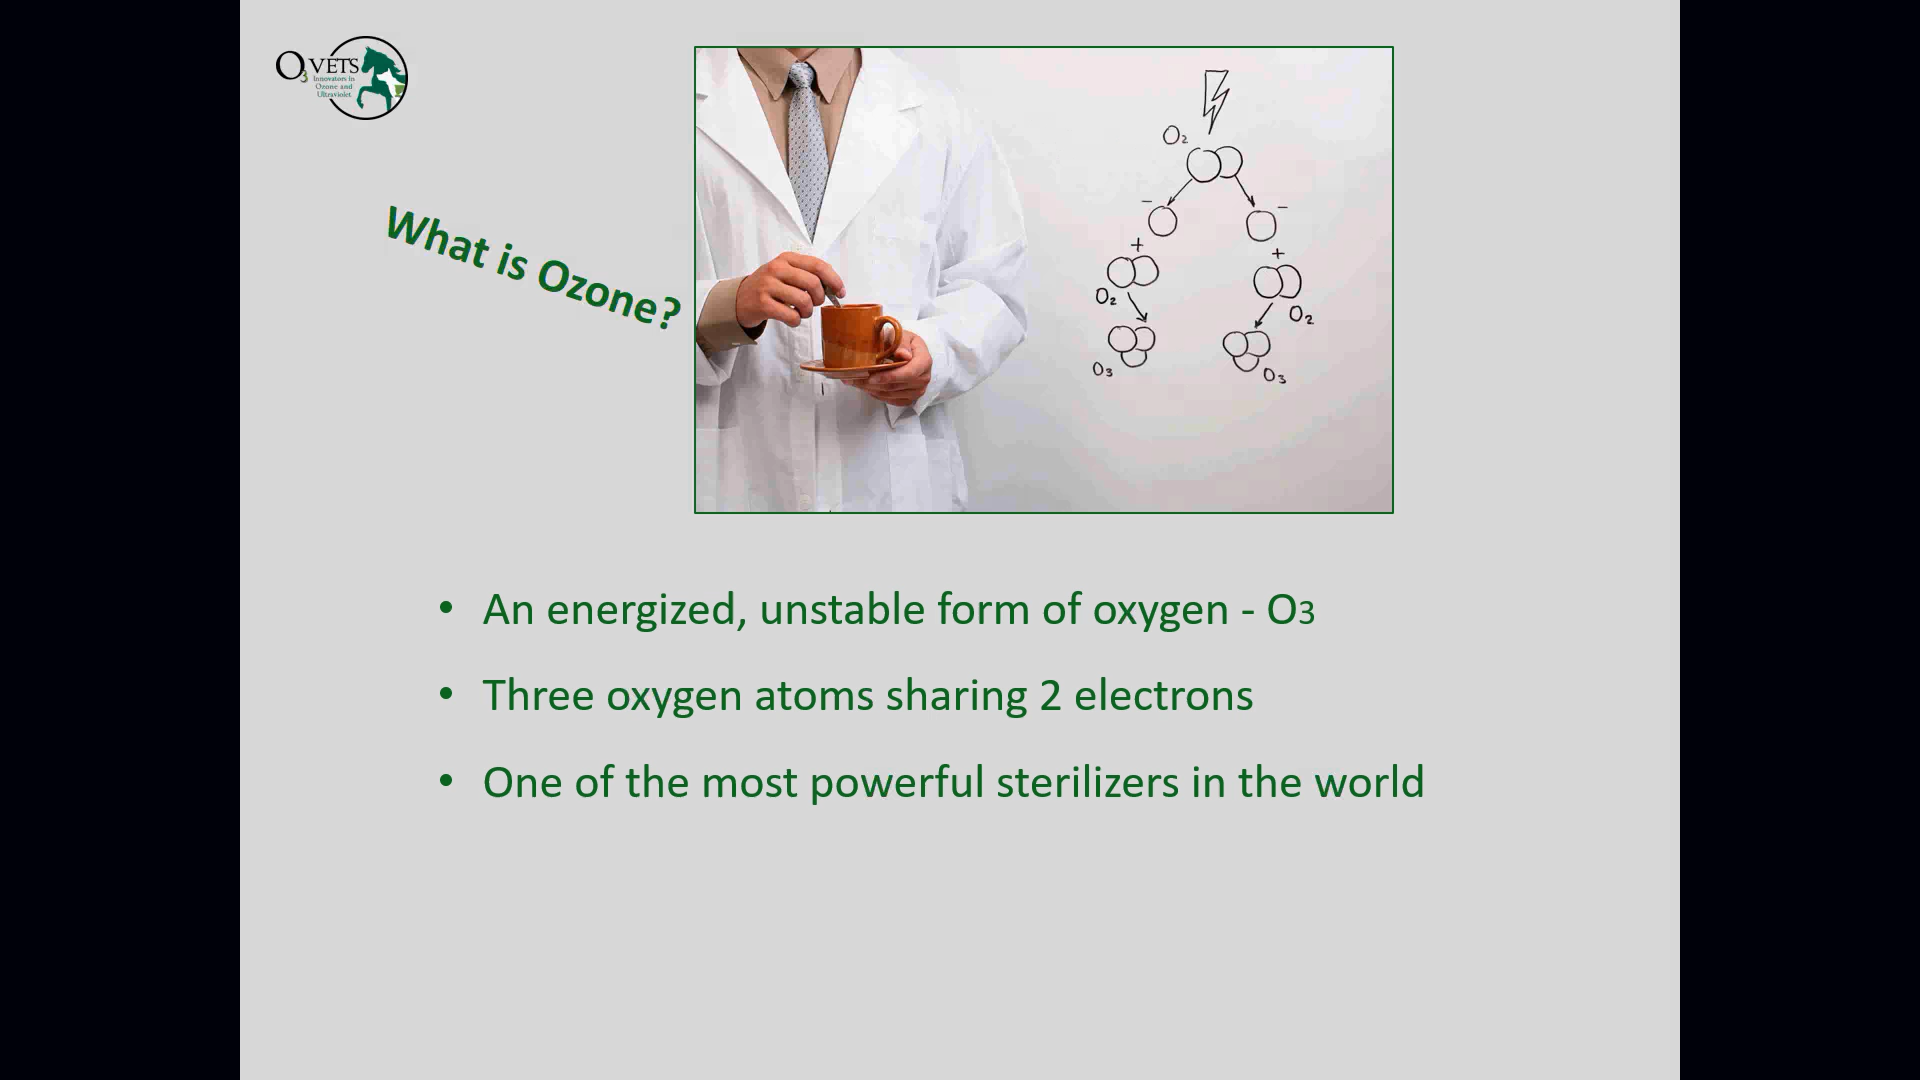 O3 VETS
Innovators in
Ozone and
Ultraviolet
What is Ozone?
O2
-
-
+
+
O2
O2
O3
O3
• An energized, unstable form of oxygen - O3
• Three oxygen atoms sharing 2 electrons
• One of the most powerful sterilizers in the world